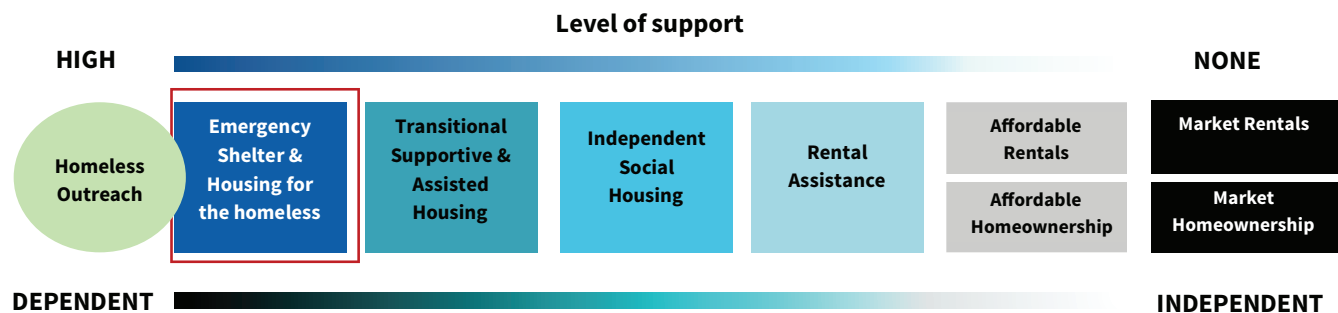 Level of support
HIGH
NONE
Homeless
Outreach
Emergency
Shelter &
Housing for
the homeless
Transitional
Supportive &
Assisted
Housing
Independent
Social
Housing
Rental
Assistance
Affordable
Rentals
Affordable
Homeownership
Market Rentals
Market
Homeownership
DEPENDENT
INDEPENDENT